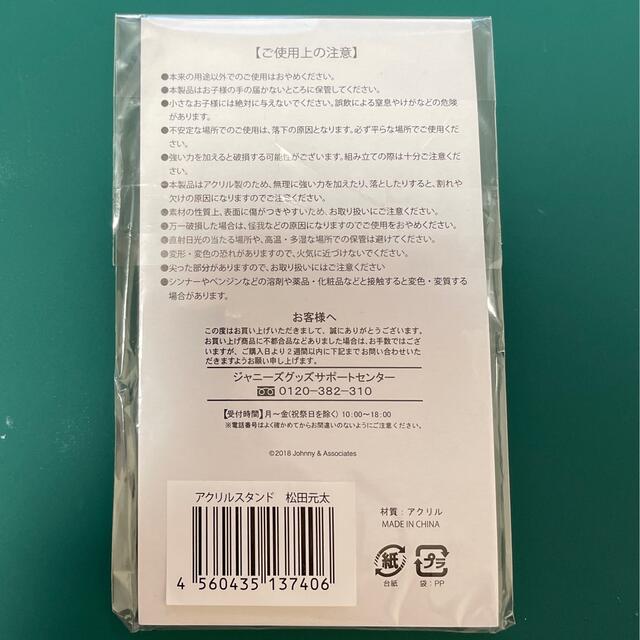 【ご使用上の注意】
●本来の用途以外でのご使用はおやめください。
●本製品はお子様の手の届かないところに保管してください。
●小さなお子様には絶対に与えないでください。誤飲による窒息やけがなどの危険
があります。
●不安定な場所でのご使用は、落下の原因となります。必ず平らな場所でご使用くだ
さい。
●強い力を加えると破損する可能性がございます。組み立ての際は十分ご注意くだ
さい。
●本製品はアクリル製のため、無理に強い力を加えたり、落としたりすると、割れや
欠けの原因になりますのでご注意ください。
●素材の性質上、表面に傷がつきやすいため、お取り扱いにご注意ください。
●万一破損した場合は、怪我などの原因になりますのでご使用をおやめください。
●直射日光の当たる場所や、高温・多湿な場所での保管は避けてください。
●変形・変色の恐れがありますので、火気に近づけないでください。
●尖った部分がありますので、お取り扱いにはご注意ください
●シンナーやベンジンなどの溶剤や薬品・化粧品などと接触すると変色・変質する
場合があります。
お客様へ
この度はお買い上げいただきまして、誠にありがとうございます。
お買い上げ商品に不都合品などありました場合は、お手数ではござ
いますが、ご購入日より2週間以内に下記までお問い合わせいた
だきますようお願い申し上げます。
ジャニーズグッズサポートセンター
0120-382-310
【受付時間】月〜金(祝祭日を除く) 10:00〜18:00
※電話番号はよく確かめてからお間違いのないようにご注意ください。
©2018 Johnny & Associates
アクリルスタンド 松田元太
4 560435 137406
材質：アクリル
MADE IN CHINA
紙 プラ
台紙 袋：PP